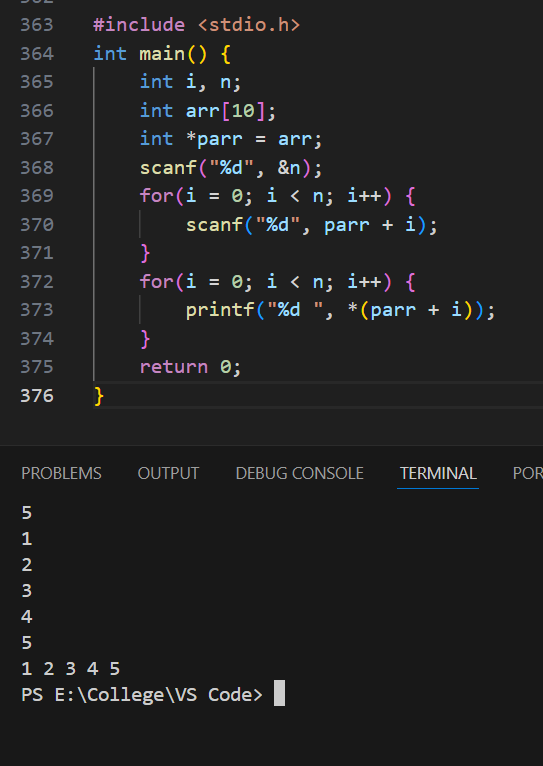 363 #include <stdio.h>
364 int main() {
365     int i, n;
366     int arr[10];
367     int *parr = arr;
368     scanf("%d", &n);
369     for(i = 0; i < n; i++) {
370         scanf("%d", parr + i);
371     }
372     for(i = 0; i < n; i++) {
373         printf("%d ", *(parr + i));
374     }
375     return 0;
376 }
PROBLEMS OUTPUT DEBUG CONSOLE TERMINAL POR
5
1
2
3
4
5
1 2 3 4 5
PS E:\College\VS Code>